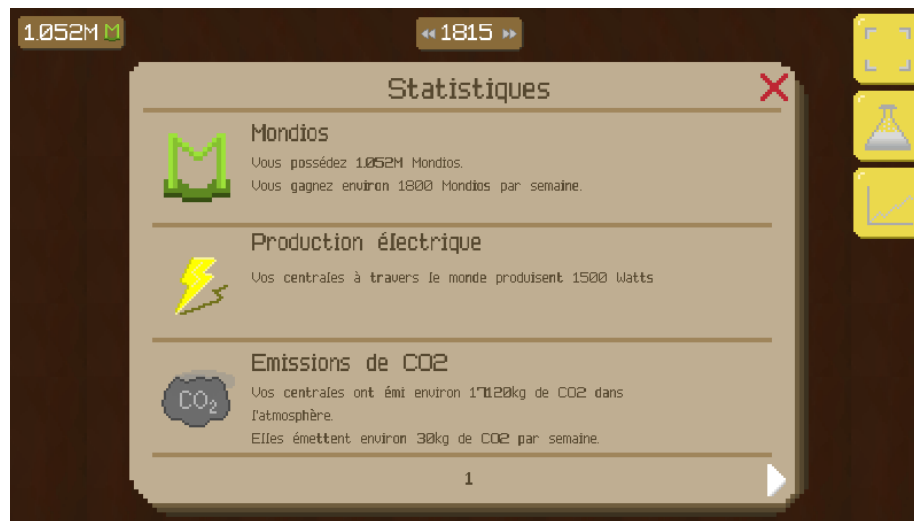 1.052M M
1815
Statistiques
Mondios
Vous possédez 1.052M Mondios.
Vous gagnez environ 1800 Mondios par semaine.
Production électrique
Vos centrales à travers le monde produisent 1500 Watts
Emissions de CO2
CO₂
Vos centrales ont émi environ kg de CO2 dans
l'atmosphère.
Elles émettent environ 30kg de CO2 par semaine.
1